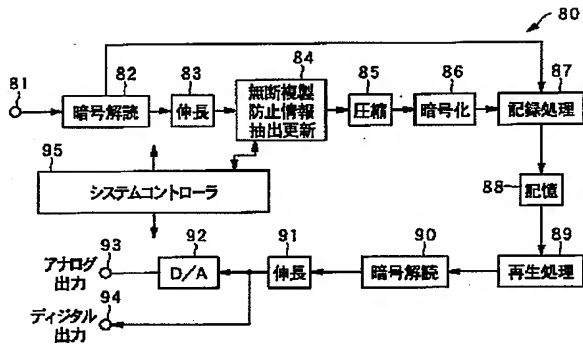 80
81
82
83
84
85
86
87
暗号解読
伸長
無断複製
防止情報
抽出更新
圧縮
暗号化
記録処理
95
システムコントローラ
88
記憶
93
92
91
90
89
アナログ
出力
D/A
伸長
暗号解読
再生処理
94
ディジタル
出力